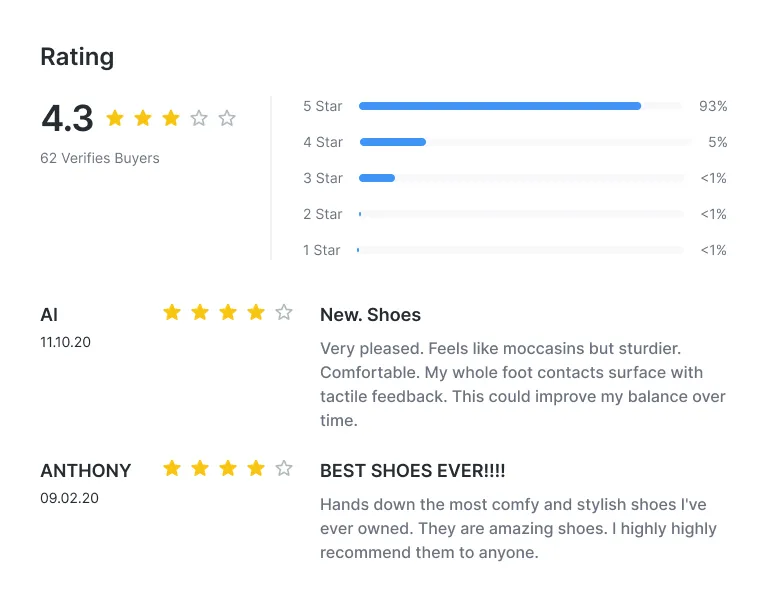 Rating
4.3
62 Verifies Buyers
5 Star 93%
4 Star 5%
3 Star <1%
2 Star <1%
1 Star <1%
Al
11.10.20
New. Shoes
Very pleased. Feels like moccasins but sturdier.
Comfortable. My whole foot contacts surface with
tactile feedback. This could improve my balance over
time.
ANTHONY
09.02.20
BEST SHOES EVER!!!!
Hands down the most comfy and stylish shoes I've
ever owned. They are amazing shoes. I highly highly
recommend them to anyone.